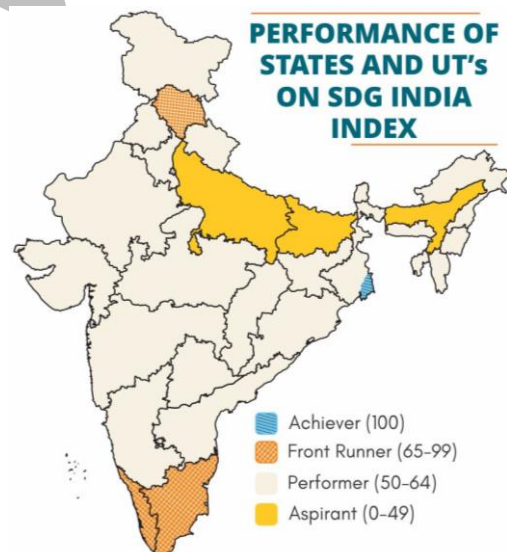 PERFORMANCE OF
STATES AND UT's
ON SDG INDIA
INDEX
Achiever (100)
Front Runner (65-99)
Performer (50-64)
Aspirant (0-49)